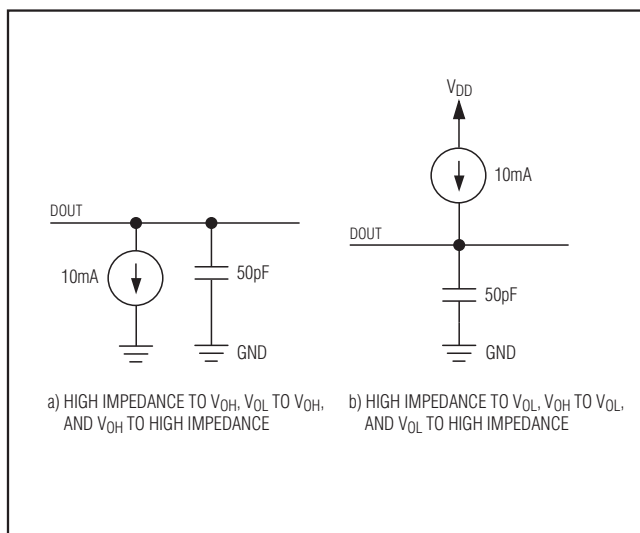 DOUT
10mA
50pF
GND
a) HIGH IMPEDANCE TO VOH, VOL TO VOH,
AND VOH TO HIGH IMPEDANCE
VDD
10mA
DOUT
50pF
GND
b) HIGH IMPEDANCE TO VOL, VOH TO VOL,
AND VOL TO HIGH IMPEDANCE